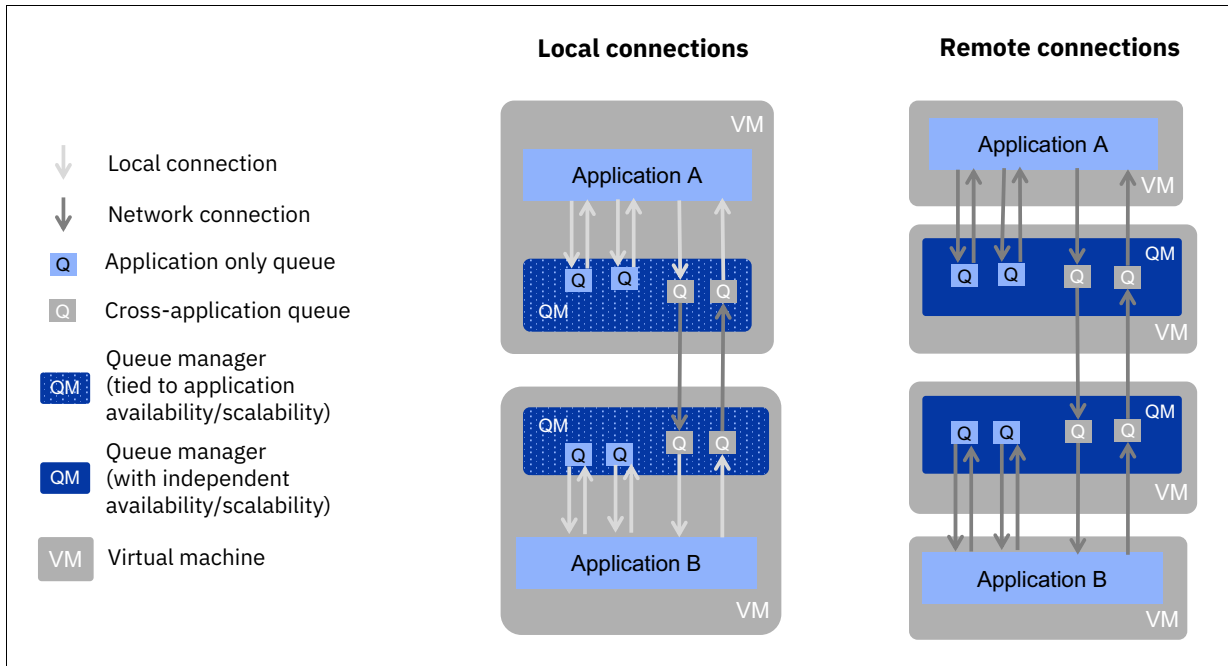 Local connections
Remote connections
Local connection
Network connection
Q Application only queue
Q Cross-application queue
QM Queue manager
(tied to application
availability/scalability)
QM Queue manager
(with independent
availability/scalability)
VM Virtual machine
VM
Application A
Q Q Q Q
QM
QM
Q Q Q Q
Application B
VM
Application A
VM
QM
Q Q Q Q
VM
QM
Q Q Q Q
VM
Application B
VM